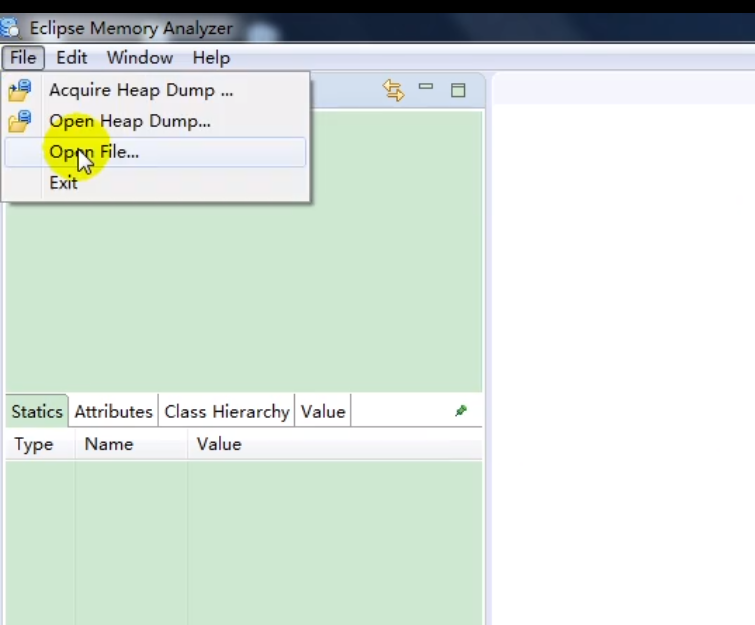 Eclipse Memory Analyzer
File Edit Window Help
Acquire Heap Dump ...
Open Heap Dump...
Open File...
Exit
Statics Attributes Class Hierarchy Value
Type Name Value